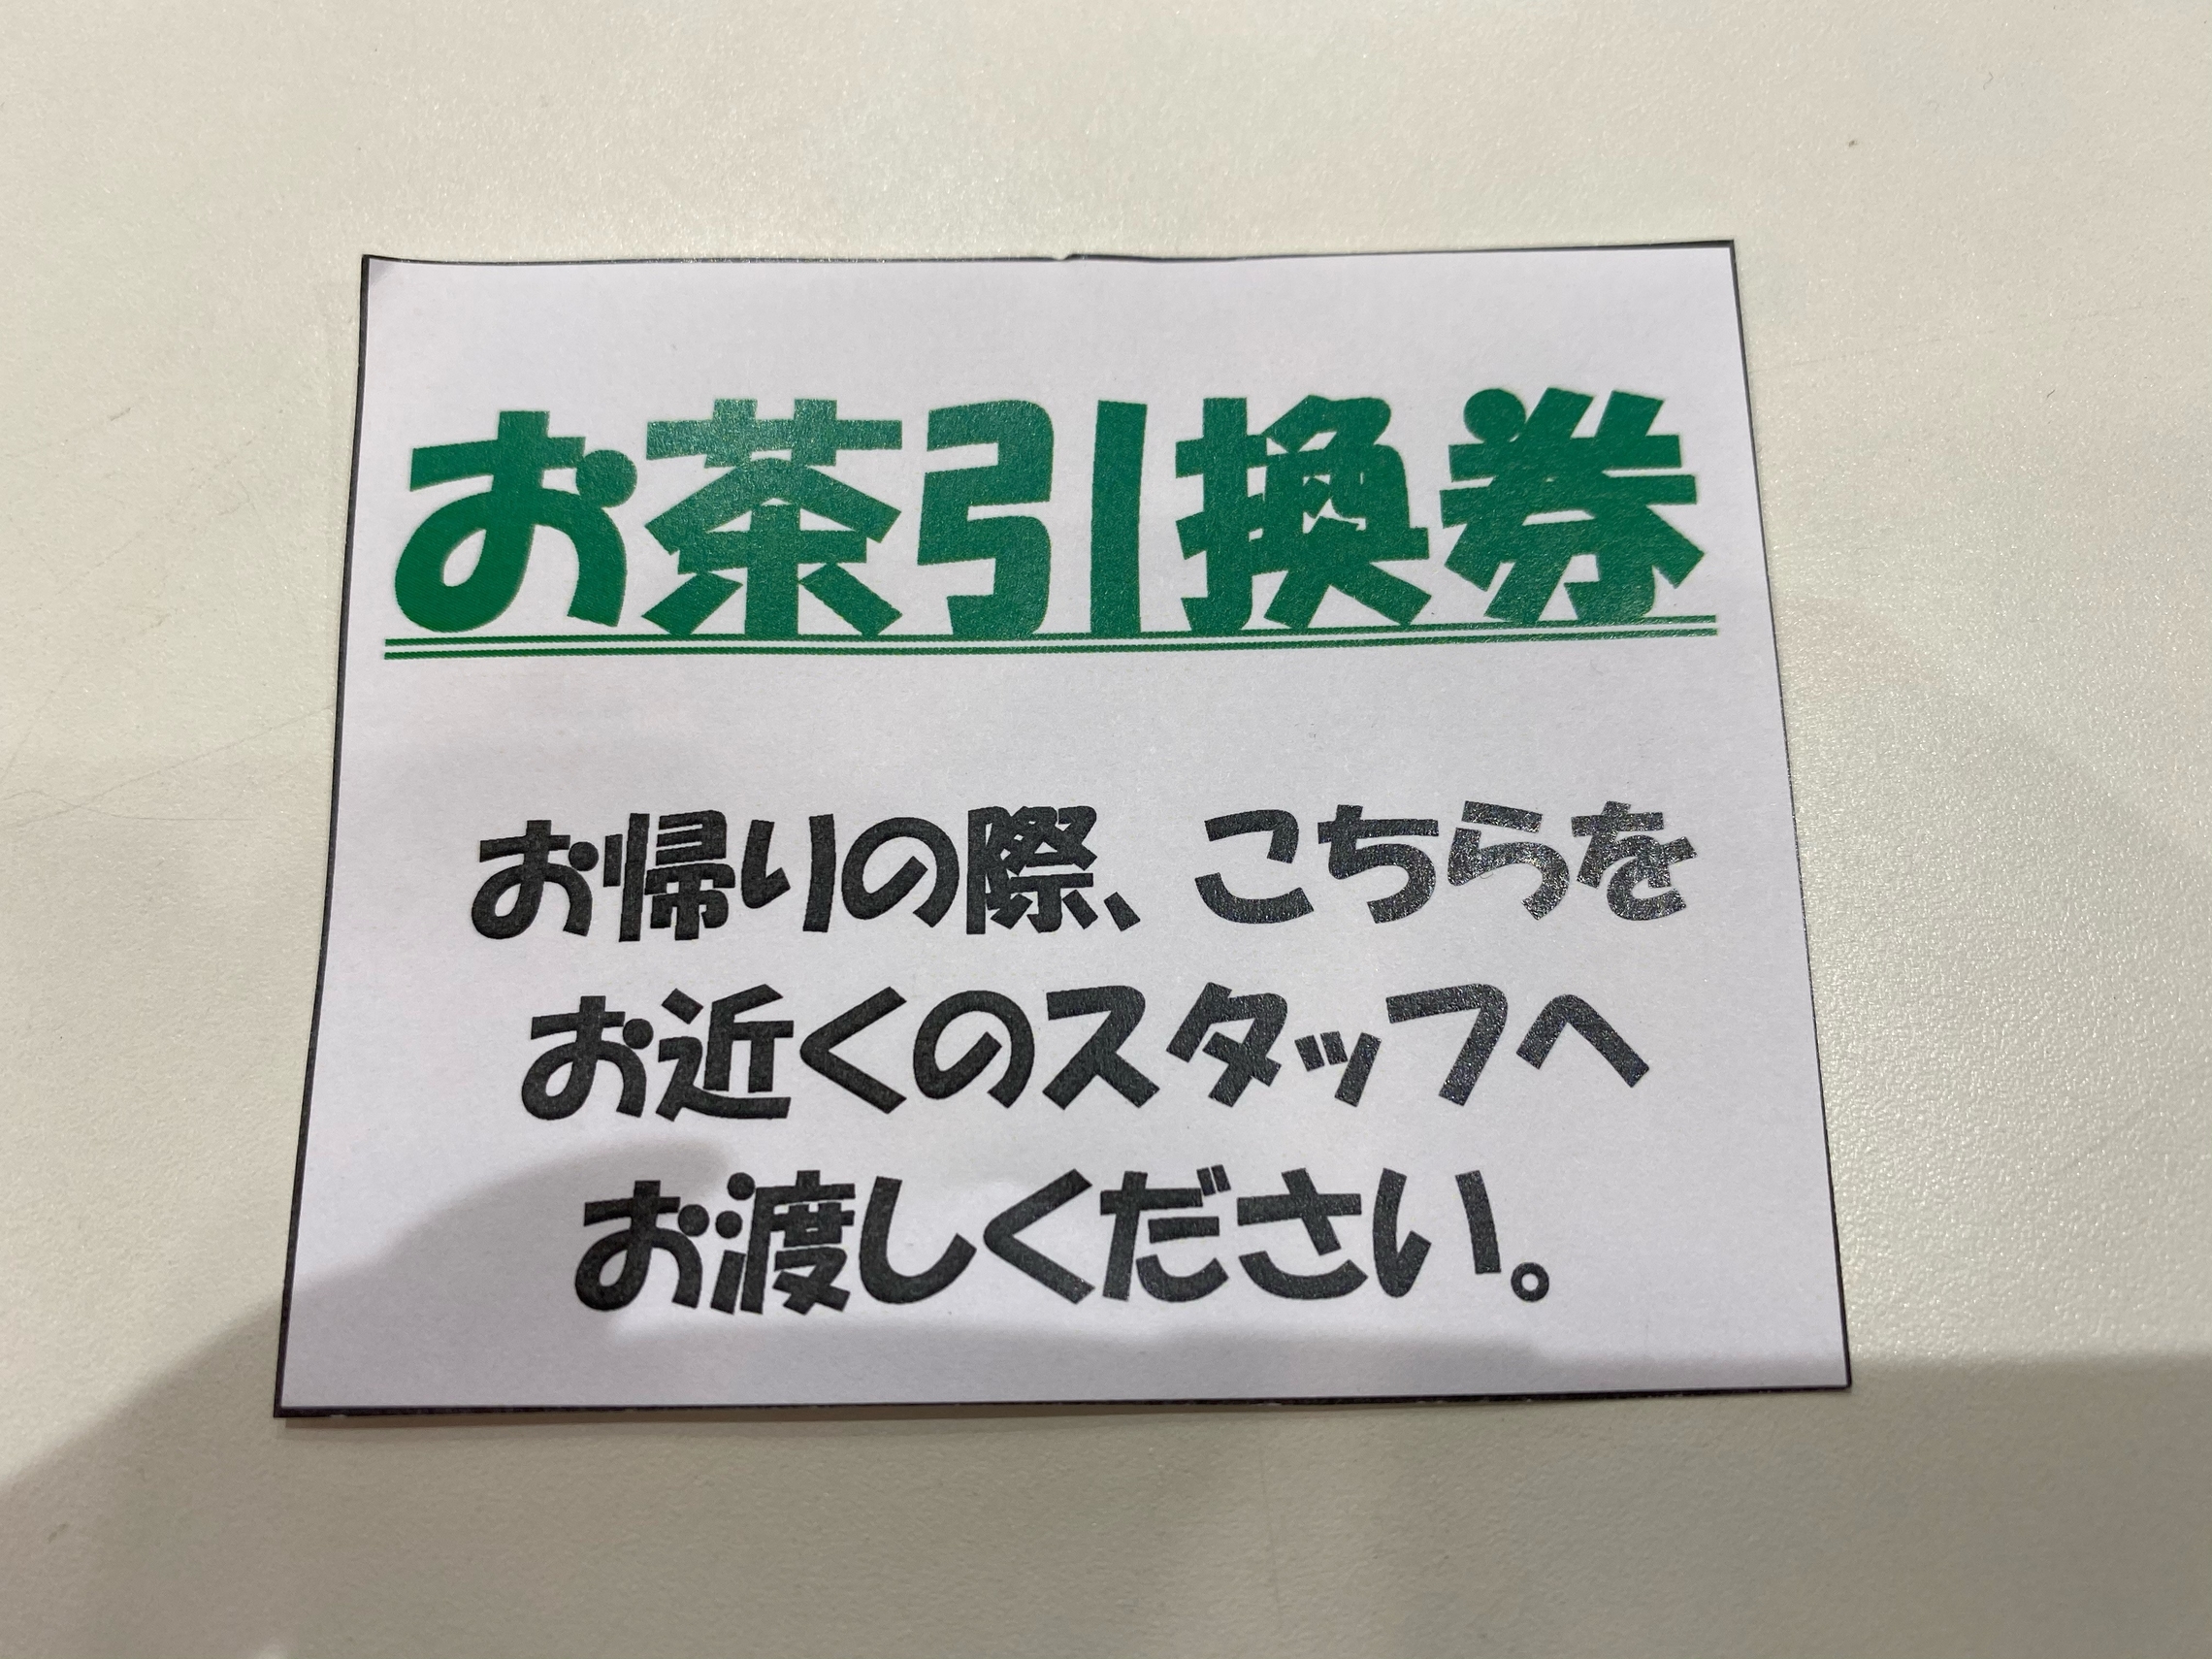 お茶引換券
お帰りの際、こちらを
お近くのスタッフへ
お渡しください。